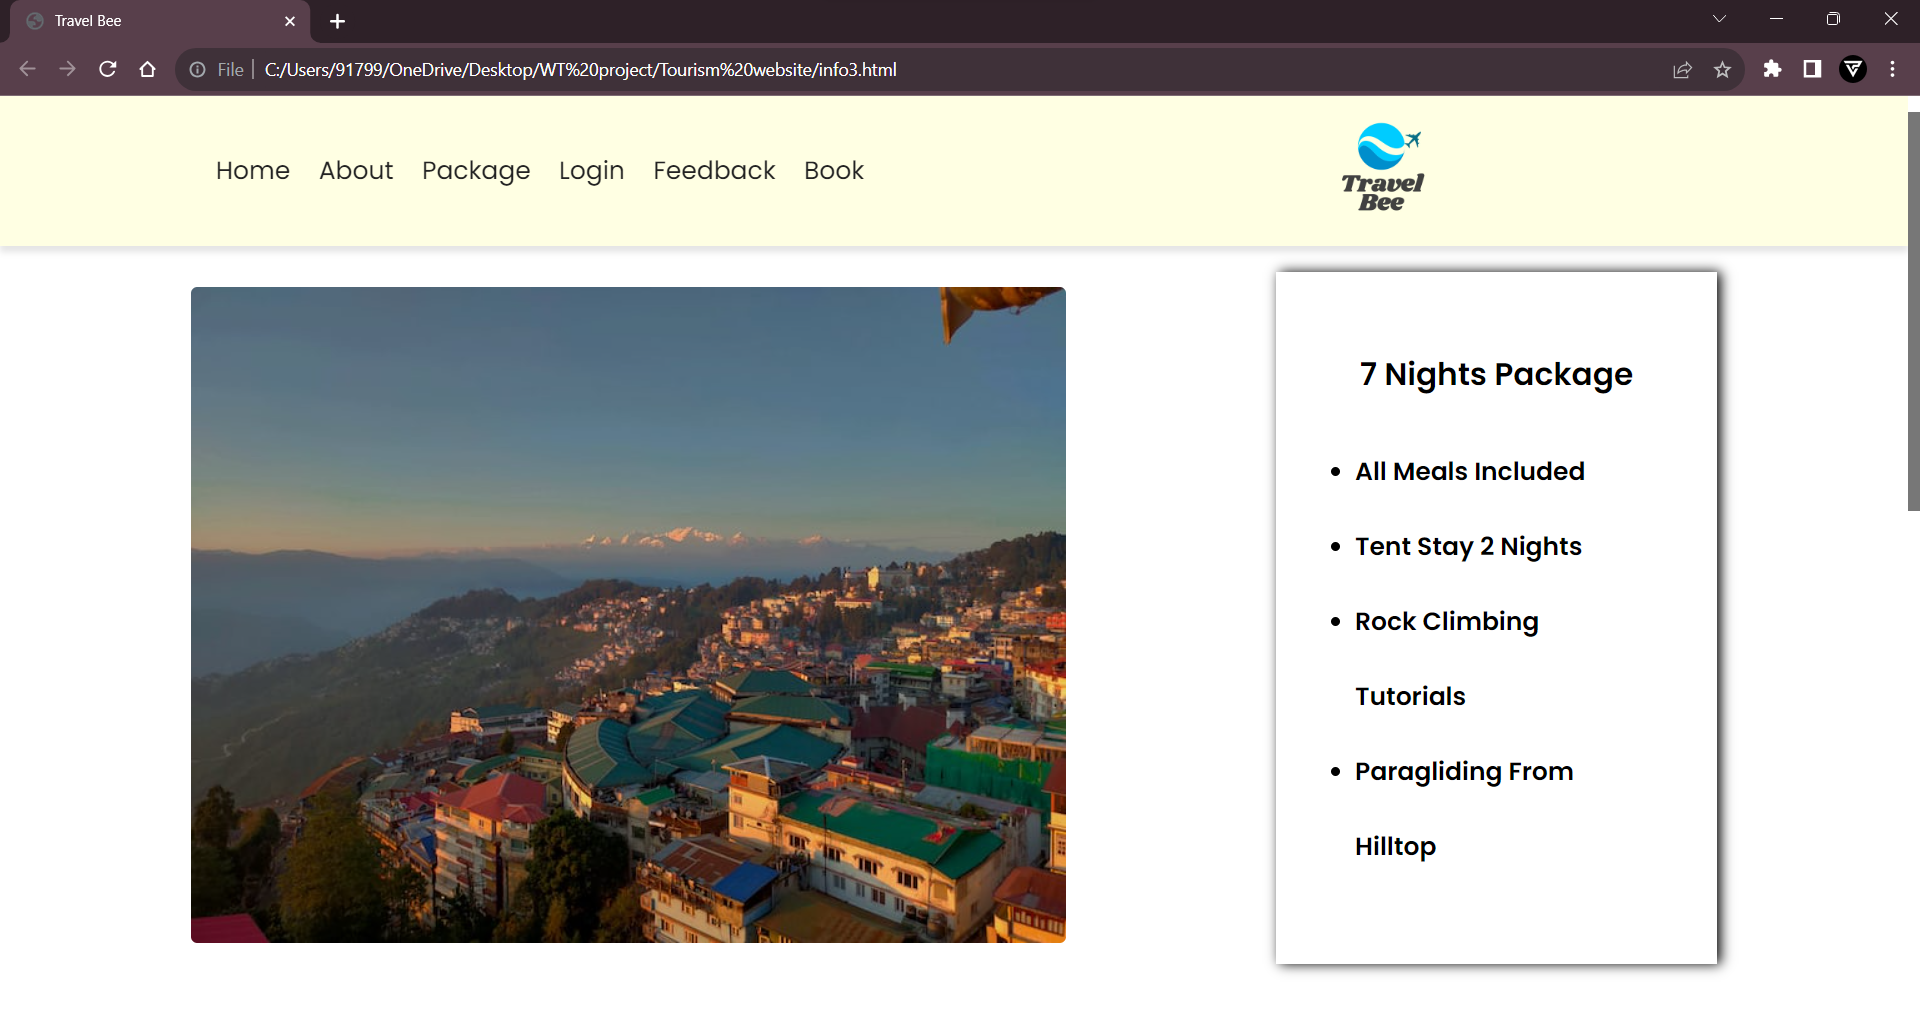 Travel Bee
File
C:/Users/91799/OneDrive/Desktop/WT%20project/Tourism%20website/info3.html
Home About Package Login Feedback Book
Travel
Bee
7 Nights Package
All Meals Included
Tent Stay 2 Nights
Rock Climbing
Tutorials
Paragliding From
Hilltop